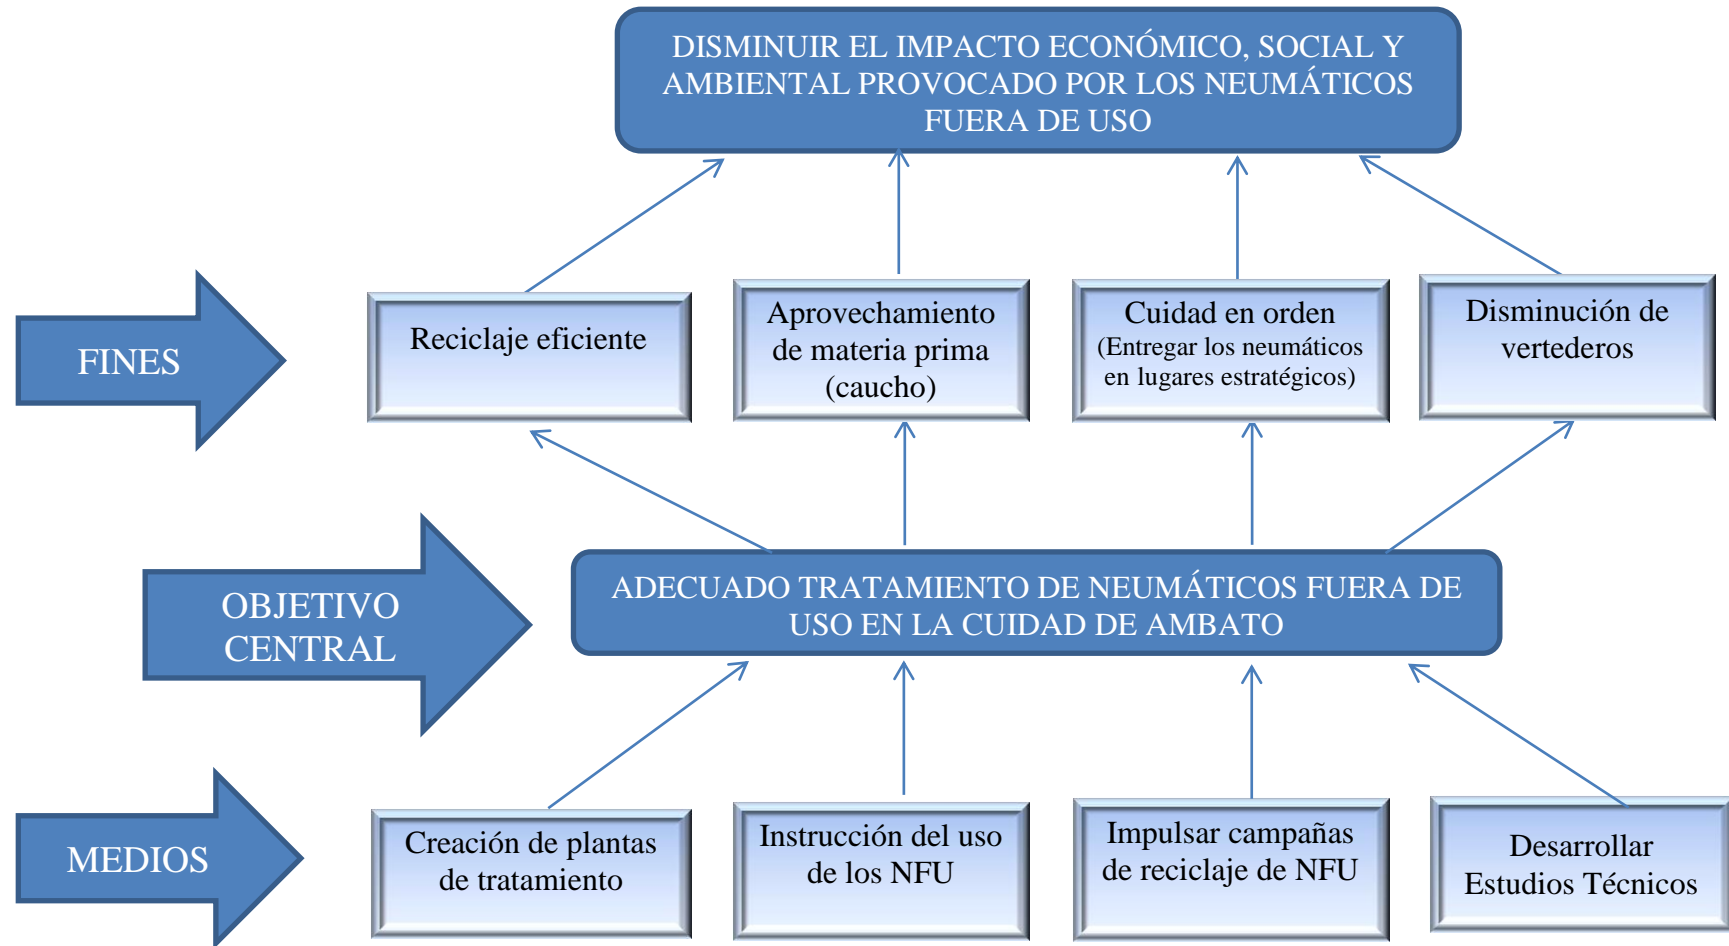 DISMINUIR EL IMPACTO ECONÓMICO, SOCIAL Y
AMBIENTAL PROVOCADO POR LOS NEUMÁTICOS
FUERA DE USO
FINES
Reciclaje eficiente
Aprovechamiento
de materia prima
(caucho)
Cuidad en orden
(Entregar los neumáticos
en lugares estratégicos)
Disminución de
vertederos
OBJETIVO
CENTRAL
ADECUADO TRATAMIENTO DE NEUMÁTICOS FUERA DE
USO EN LA CUIDAD DE AMBATO
MEDIOS
Creación de plantas
de tratamiento
Instrucción del uso
de los NFU
Impulsar campañas
de reciclaje de NFU
Desarrollar
Estudios Técnicos